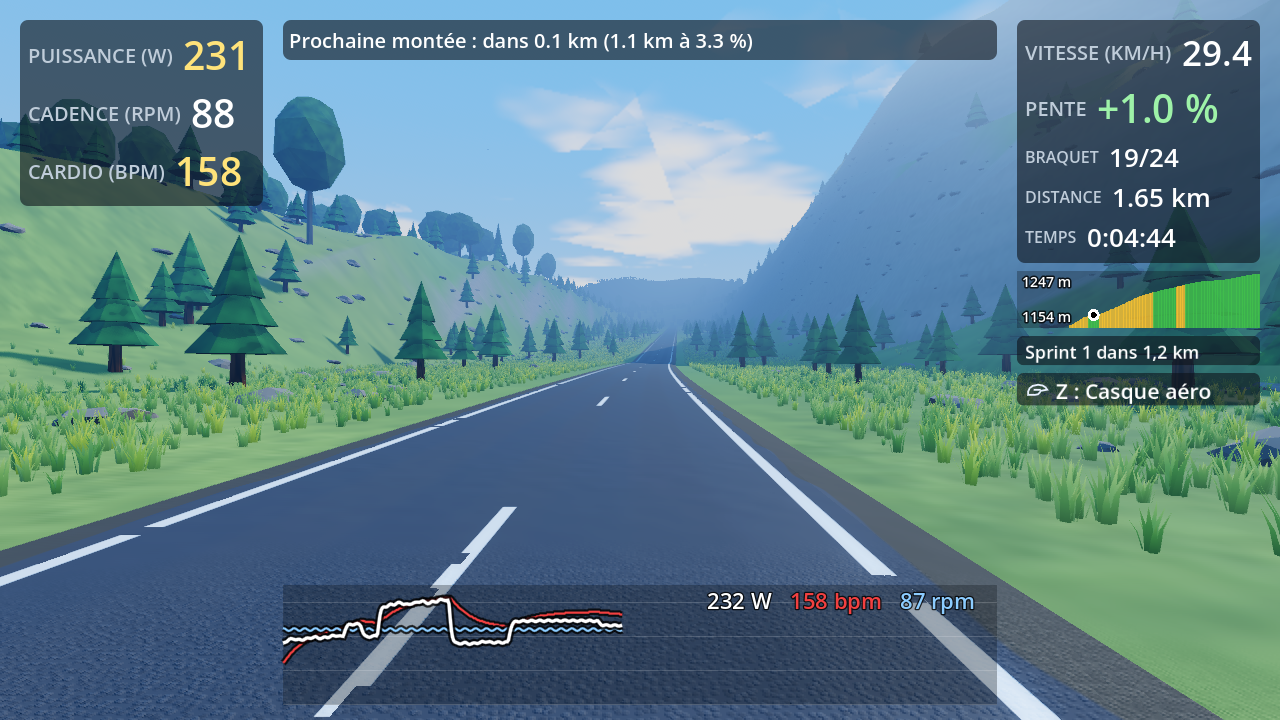 PUISSANCE (W) 231
CADENCE (RPM) 88
CARDIO (BPM) 158
Prochaine montée : dans 0.1 km (1.1 km à 3.3 %)
VITESSE (KM/H) 29.4
PENTE +1.0 %
BRAQUET 19/24
DISTANCE 1.65 km
TEMPS 0:04:44
1247 m
1154 m
Sprint 1 dans 1,2 km
Z : Casque aéro
232 W 158 bpm 87 rpm